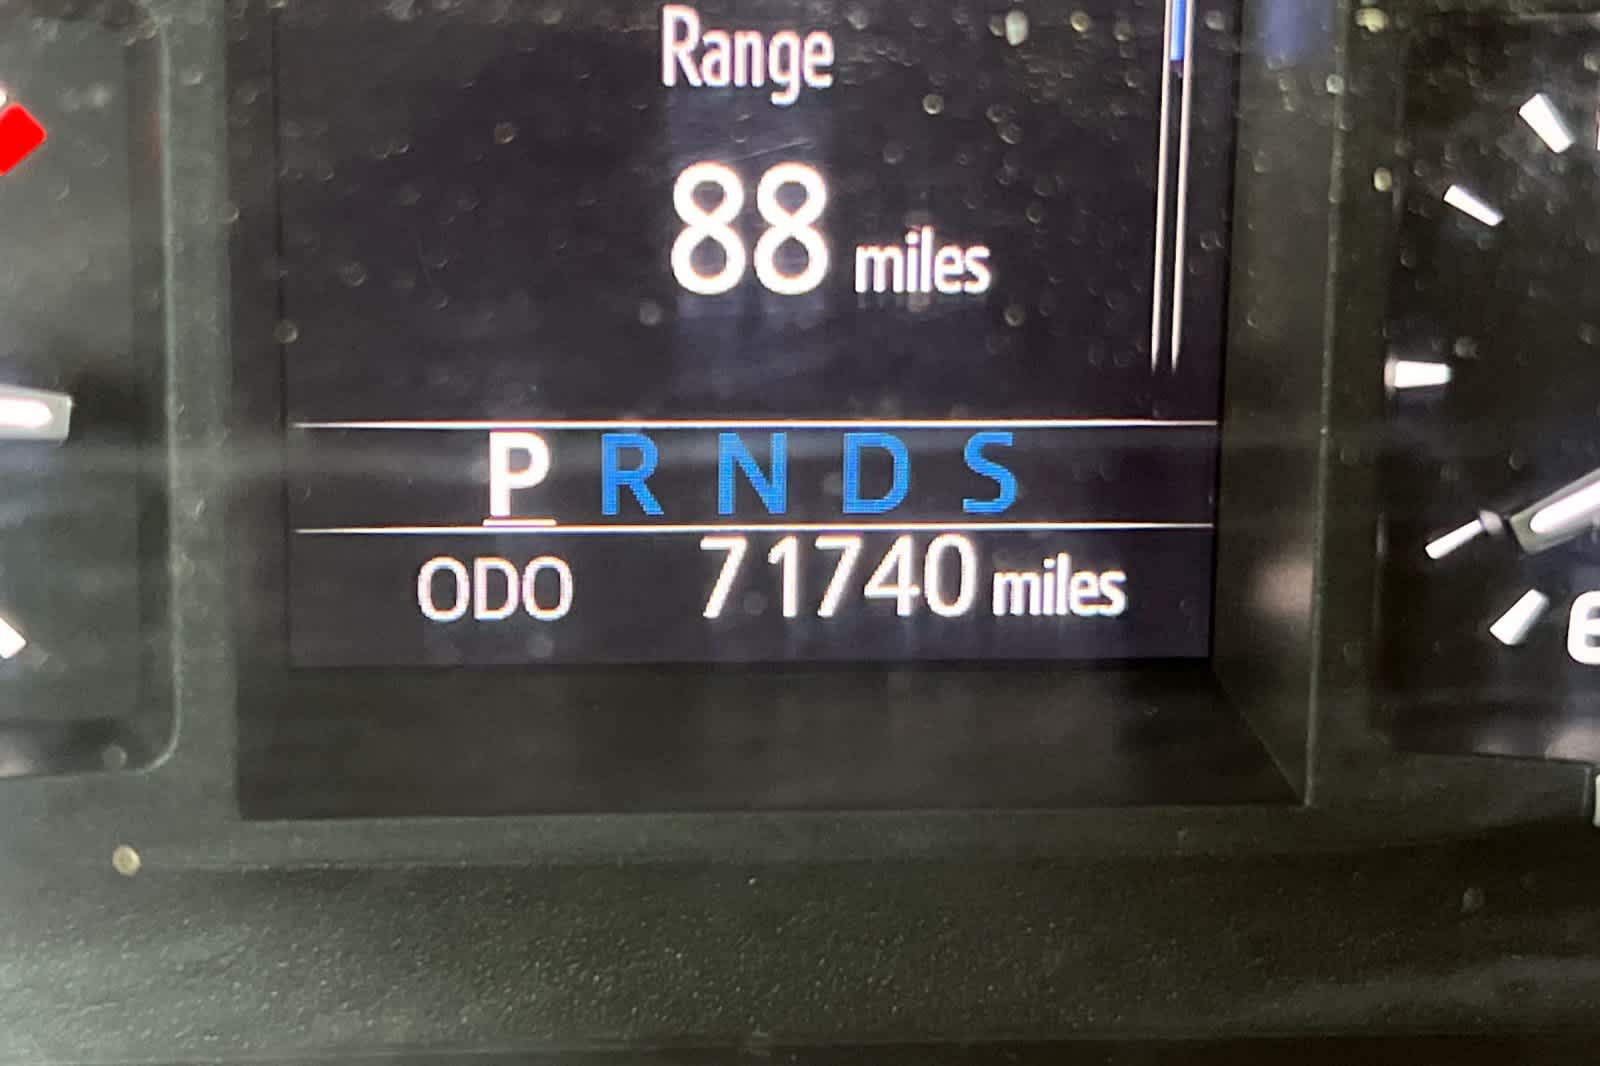 Range
88 miles
P R N D S
ODO 71740 miles